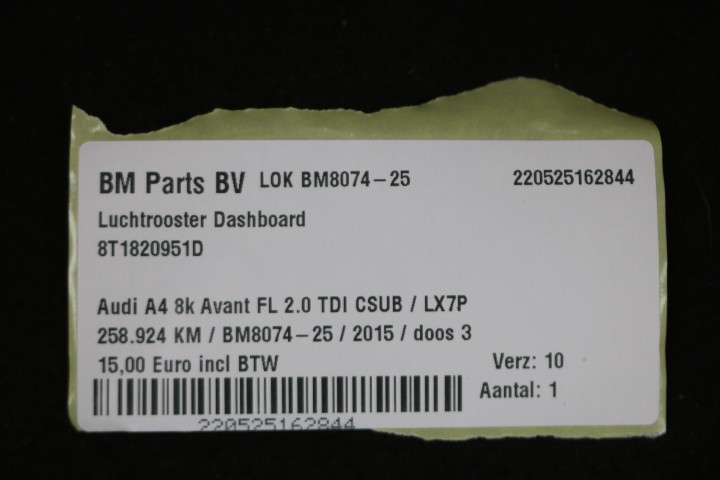 BM Parts BV LOK BM8074-25 220525162844
Luchtrooster Dashboard
8T1820951D
Audi A4 8k Avant FL 2.0 TDI CSUB / LX7P
258.924 KM / BM8074-25 / 2015 / doos 3
15,00 Euro incl BTW Verz: 10
Aantal: 1
220525162844